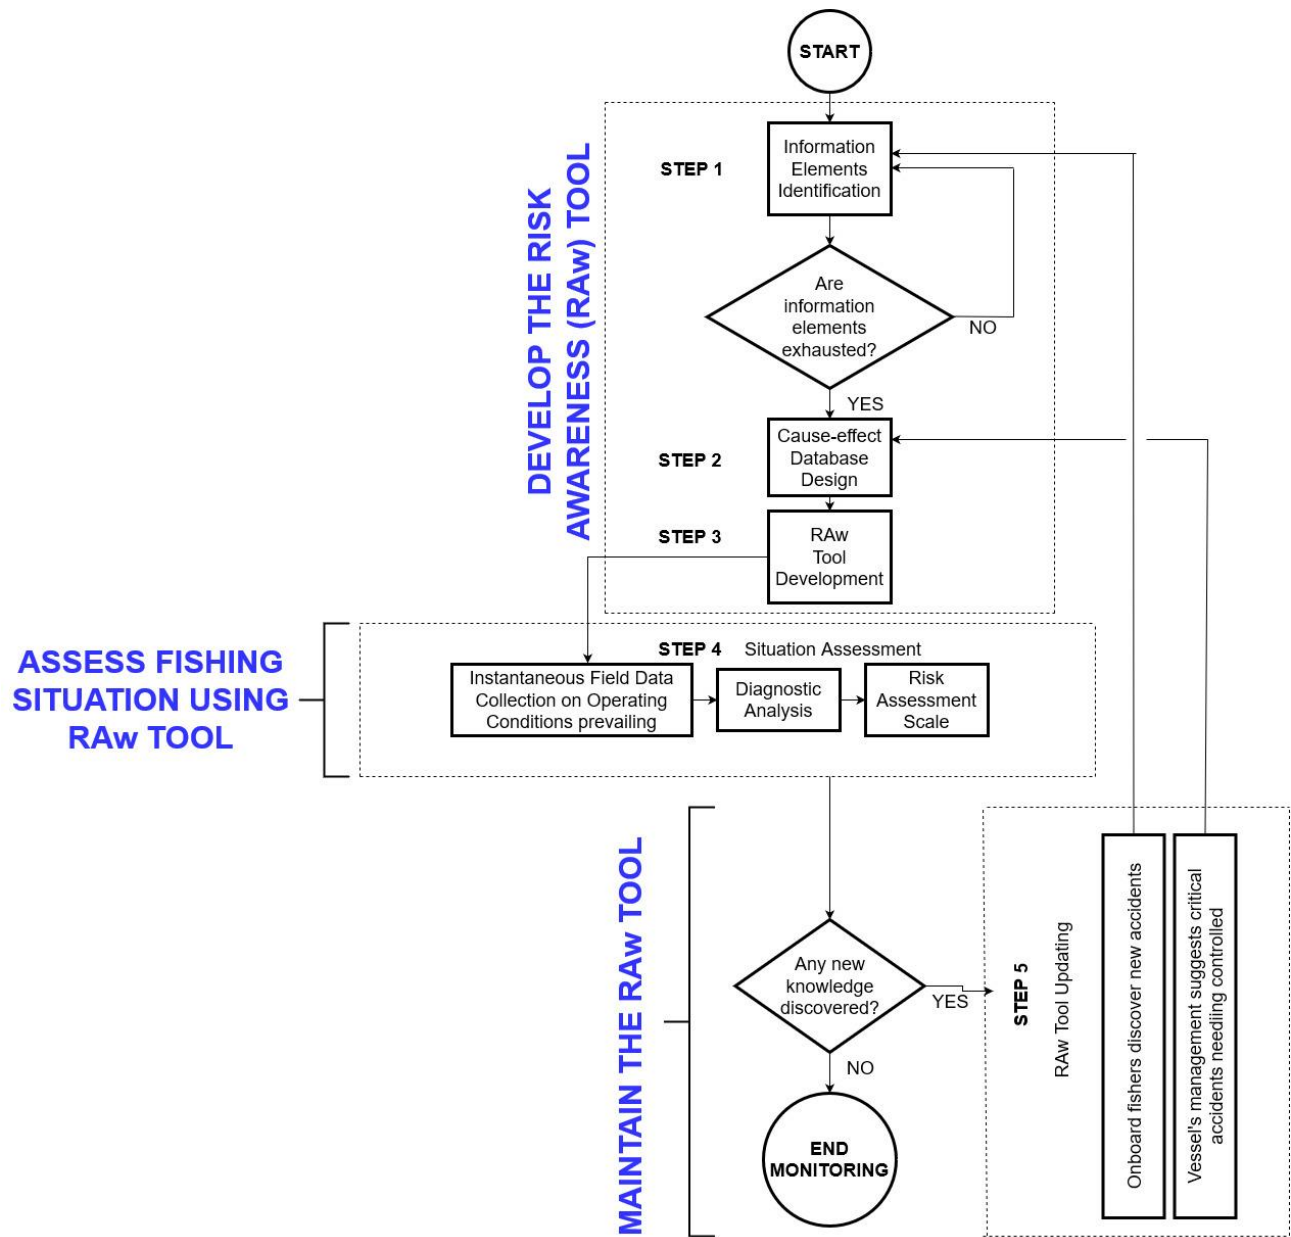 START
DEVELOP THE RISK
AWARENESS (RAw) TOOL
STEP 1
Information
Elements
Identification
Are
information
elements
exhausted?
NO
YES
STEP 2
Cause-effect
Database
Design
STEP 3
RAw
Tool
Development
ASSESS FISHING
SITUATION USING
RAw TOOL
STEP 4 Situation Assessment
Instantaneous Field Data
Collection on Operating
Conditions prevailing
Diagnostic
Analysis
Risk
Assessment
Scale
MAINTAIN THE RAw TOOL
Any new
knowledge
discovered?
YES
NO
END
MONITORING
STEP 5
RAw Tool Updating
Onboard fishers discover new accidents
Vessel's management suggests critical
accidents needling controlled